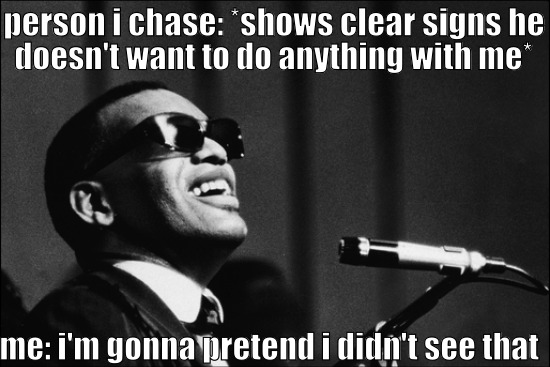 person i chase: *shows clear signs he
doesn't want to do anything with me*
me: i'm gonna pretend i didn't see that